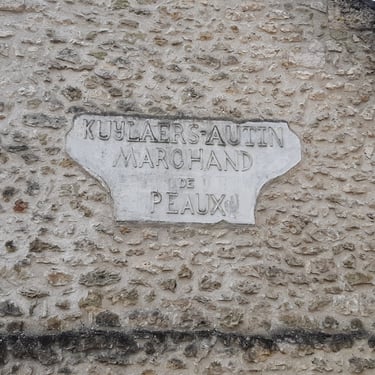 KUYLAERS-AUTIN
MARCHAND
DE
PEAUX